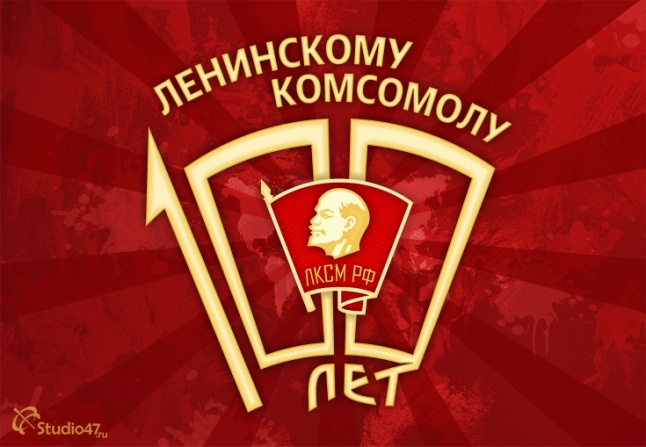 ЛЕНИНСКОМУ
КОМСОМОЛУ
100
ЛКСМ РФ
ЛЕТ
Studio47.ru